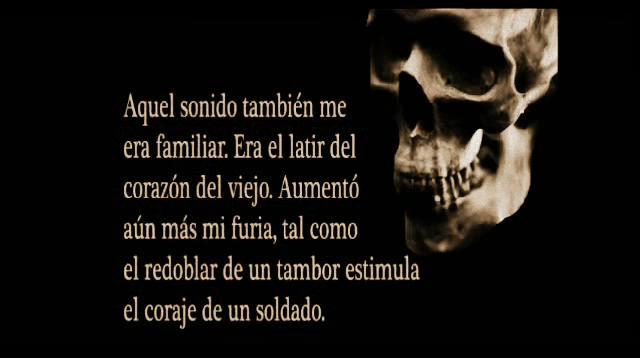 Aquel sonido también me
era familiar. Era el latir del
corazón del viejo. Aumentó
aún más mi furia, tal como
el redoblar de un tambor estimula
el coraje de un soldado.